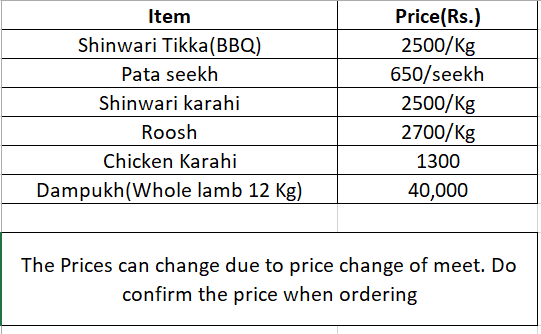 Item Price(Rs.)
Shinwari Tikka(BBQ) 2500/Kg
Pata seekh 650/seekh
Shinwari karahi 2500/Kg
Roosh 2700/Kg
Chicken Karahi 1300
Dampukh(Whole lamb 12 Kg) 40,000
The Prices can change due to price change of meet. Do
confirm the price when ordering